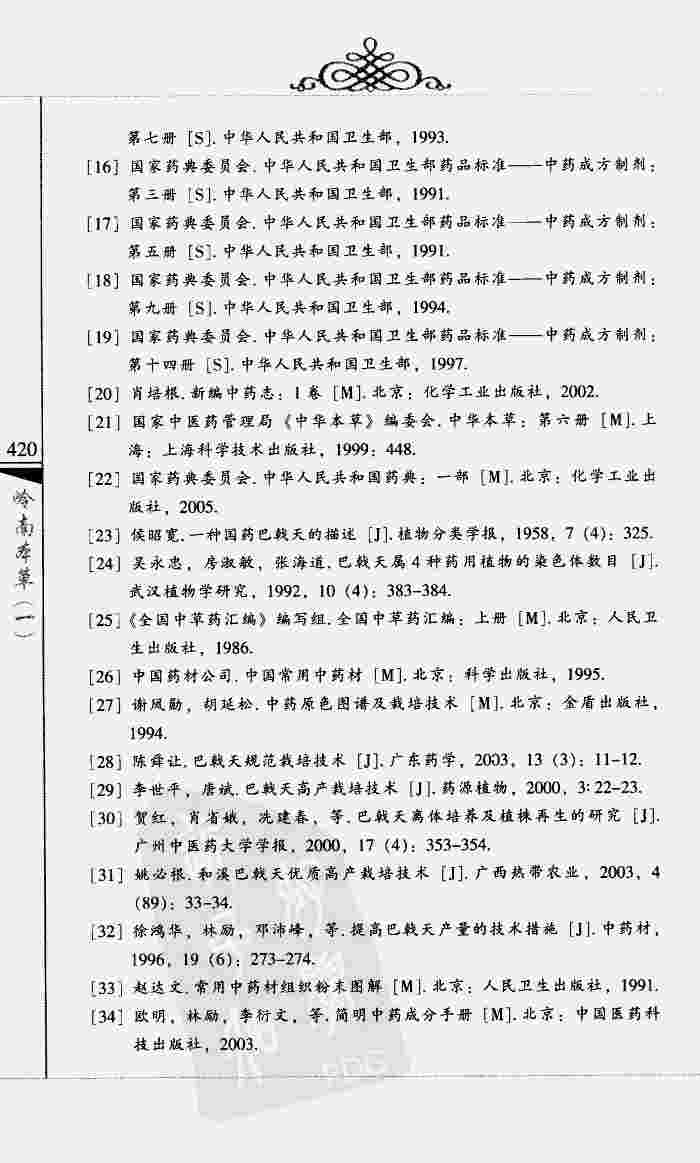 第七册 [S]. 中华人民共和国卫生部, 1993.
[16] 国家药典委员会. 中华人民共和国卫生部药品标准——中药成方制剂:
第三册 [S]. 中华人民共和国卫生部, 1991.
[17] 国家药典委员会. 中华人民共和国卫生部药品标准——中药成方制剂:
第五册 [S]. 中华人民共和国卫生部, 1991.
[18] 国家药典委员会. 中华人民共和国卫生部药品标准——中药成方制剂:
第九册 [S]. 中华人民共和国卫生部, 1994.
[19] 国家药典委员会. 中华人民共和国卫生部药品标准——中药成方制剂:
第十四册 [S]. 中华人民共和国卫生部, 1997.
[20] 肖培根. 新编中药志: 1卷 [M]. 北京: 化学工业出版社, 2002.
[21] 国家中医药管理局《中华本草》编委会. 中华本草: 第六册 [M]. 上
海: 上海科学技术出版社, 1999: 448.
[22] 国家药典委员会. 中华人民共和国药典: 一部 [M]. 北京: 化学工业出
版社, 2005.
[23] 侯昭宽. 一种国药巴戟天的描述 [J]. 植物分类学报, 1958, 7 (4): 325.
[24] 吴永忠, 房淑敏, 张海道. 巴戟天属4种药用植物的染色体数目 [J].
武汉植物学研究, 1992, 10 (4): 383-384.
[25]《全国中草药汇编》编写组. 全国中草药汇编: 上册 [M]. 北京: 人民卫
生出版社, 1986.
[26] 中国药材公司. 中国常用中药材 [M]. 北京: 科学出版社, 1995.
[27] 谢凤勋, 胡延松. 中药原色图谱及栽培技术 [M]. 北京: 金盾出版社,
1994.
[28] 陈舜让. 巴戟天规范栽培技术 [J]. 广东药学, 2003, 13 (3): 11-12.
[29] 李世平, 唐斌. 巴戟天高产栽培技术 [J]. 药源植物, 2000, 3: 22-23.
[30] 贺红, 肖省娥, 冼建春, 等. 巴戟天离体培养及植株再生的研究 [J].
广州中医药大学学报, 2000, 17 (4): 353-354.
[31] 姚必根. 和溪巴戟天优质高产栽培技术 [J]. 广西热带农业, 2003, 4
(89): 33-34.
[32] 徐鸿华, 林励, 邓沛峰, 等. 提高巴戟天产量的技术措施 [J]. 中药材,
1996, 19 (6): 273-274.
[33] 赵达文. 常用中药材组织粉末图解 [M]. 北京: 人民卫生出版社, 1991.
[34] 欧明, 林励, 李衍文, 等. 简明中药成分手册 [M]. 北京: 中国医药科
技出版社, 2003.
420
岭南本草(一)
PDG